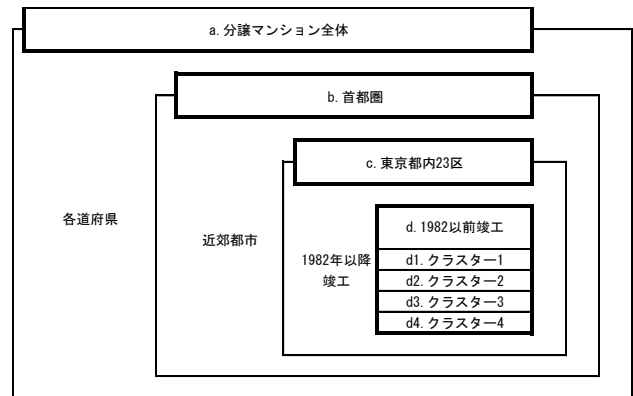 a. 分譲マンション全体
b. 首都圏
c. 東京都内23区
各道府県
近郊都市
1982年以降
竣工
d. 1982以前竣工
d1. クラスター1
d2. クラスター2
d3. クラスター3
d4. クラスター4